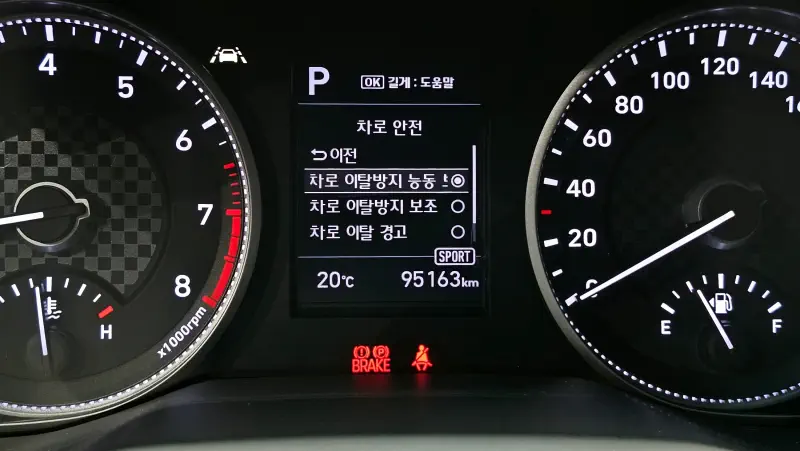 4
5
6
7
8
x1000rpm
H
P
OK 길게 : 도움말
차로 안전
이전
차로 이탈방지 능동
차로 이탈방지 보조
차로 이탈 경고
SPORT
20℃ 95163km
P
BRAKE
0
20
40
60
80
100
120
140
E F